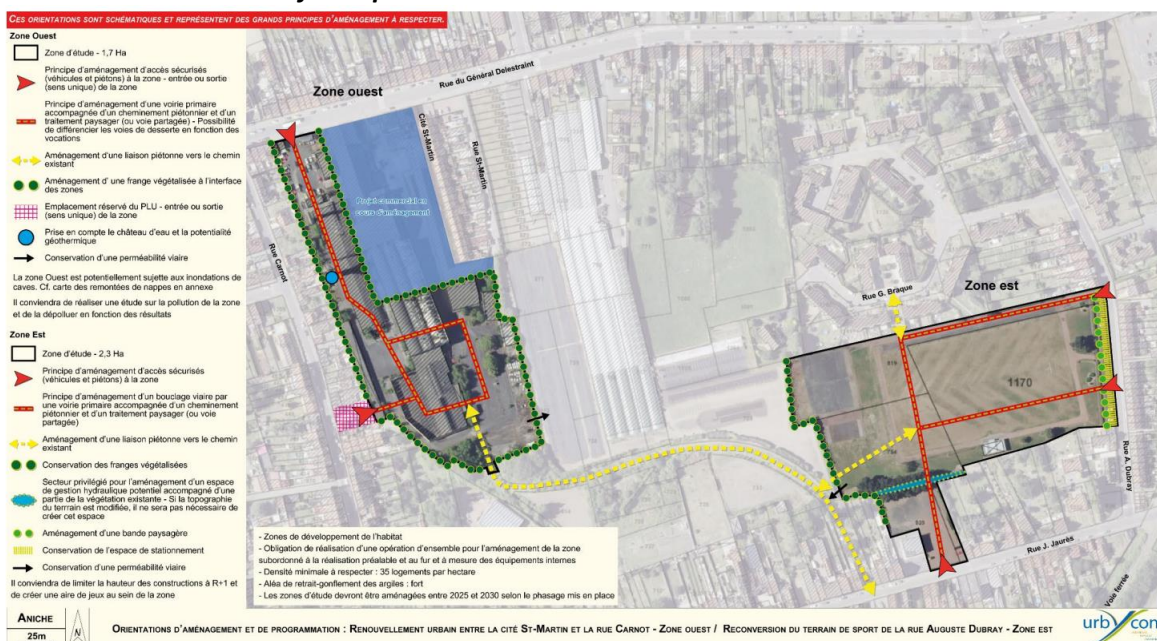 CES ORIENTATIONS SONT SCHÉMATIQUES ET REPRÉSENTENT DES GRANDS PRINCIPES D'AMÉNAGEMENT À RESPECTER.
Zone Ouest
Zone d'étude - 1,7 Ha
Principe d'aménagement d'accès sécurisés
(véhicules et piétons) à la zone - entrée ou sortie
(sens unique) de la zone
Principe d'aménagement d'une voirie primaire
accompagnée d'un cheminement piétonnier et d'un
traitement paysager (ou voie partagée) - Possibilité
de différencier les voies de desserte en fonction des
vocations
Aménagement d'une liaison piétonne vers le chemin
existant
Aménagement d' une frange végétalisée à l'interface
des zones
Emplacement réservé du PLU - entrée ou sortie
(sens unique) de la zone
Prise en compte le château d'eau et la potentialité
géothermique
Conservation d'une perméabilité viaire
La zone Ouest est potentiellement sujette aux inondations de
caves. Cf. carte des remontées de nappes en annexe
Il conviendra de réaliser une étude sur la pollution de la zone
et de la dépolluer en fonction des résultats
Zone Est
Zone d'étude - 2,3 Ha
Principe d'aménagement d'accès sécurisés
(véhicules et piétons) à la zone
Principe d'aménagement d'un bouclage viaire par
une voirie primaire accompagnée d'un cheminement
piétonnier et d'un traitement paysager (ou voie
partagée)
Aménagement d'une liaison piétonne vers le chemin
existant
Conservation des franges végétalisées
Secteur privilégié pour l'aménagement d'un espace
de gestion hydraulique potentiel accompagné d'une
partie de la végétation existante - Si la topographie
du terrain est modifiée, il ne sera pas nécessaire de
créer cet espace
Aménagement d'une bande paysagère
Conservation de l'espace de stationnement
Conservation d'une perméabilité viaire
Il conviendra de limiter la hauteur des constructions à R+1 et
de créer une aire de jeux au sein de la zone
Zone ouest
Rue du Général Delestraint
Cité St-Martin
Rue St-Martin
Projet commercial en
cours d'aménagement
Rue Carnot
Rue G. Braque
Zone est
1170
Rue A. Dubray
Rue J. Jaurès
Voie ferrée
- Zones de développement de l'habitat
- Obligation de réalisation d'une opération d'ensemble pour l'aménagement de la zone
subordonné à la réalisation préalable et au fur et à mesure des équipements internes
- Densité minimale à respecter : 35 logements par hectare
- Aléa de retrait-gonflement des argiles : fort
- Les zones d'étude devront être aménagées entre 2025 et 2030 selon le phasage mis en place
ANICHE
25m
N
ORIENTATIONS D'AMÉNAGEMENT ET DE PROGRAMMATION : RENOUVELLEMENT URBAIN ENTRE LA CITÉ ST-MARTIN ET LA RUE CARNOT - ZONE OUEST / RECONVERSION DU TERRAIN DE SPORT DE LA RUE AUGUSTE DUBRAY - ZONE EST
urbycom